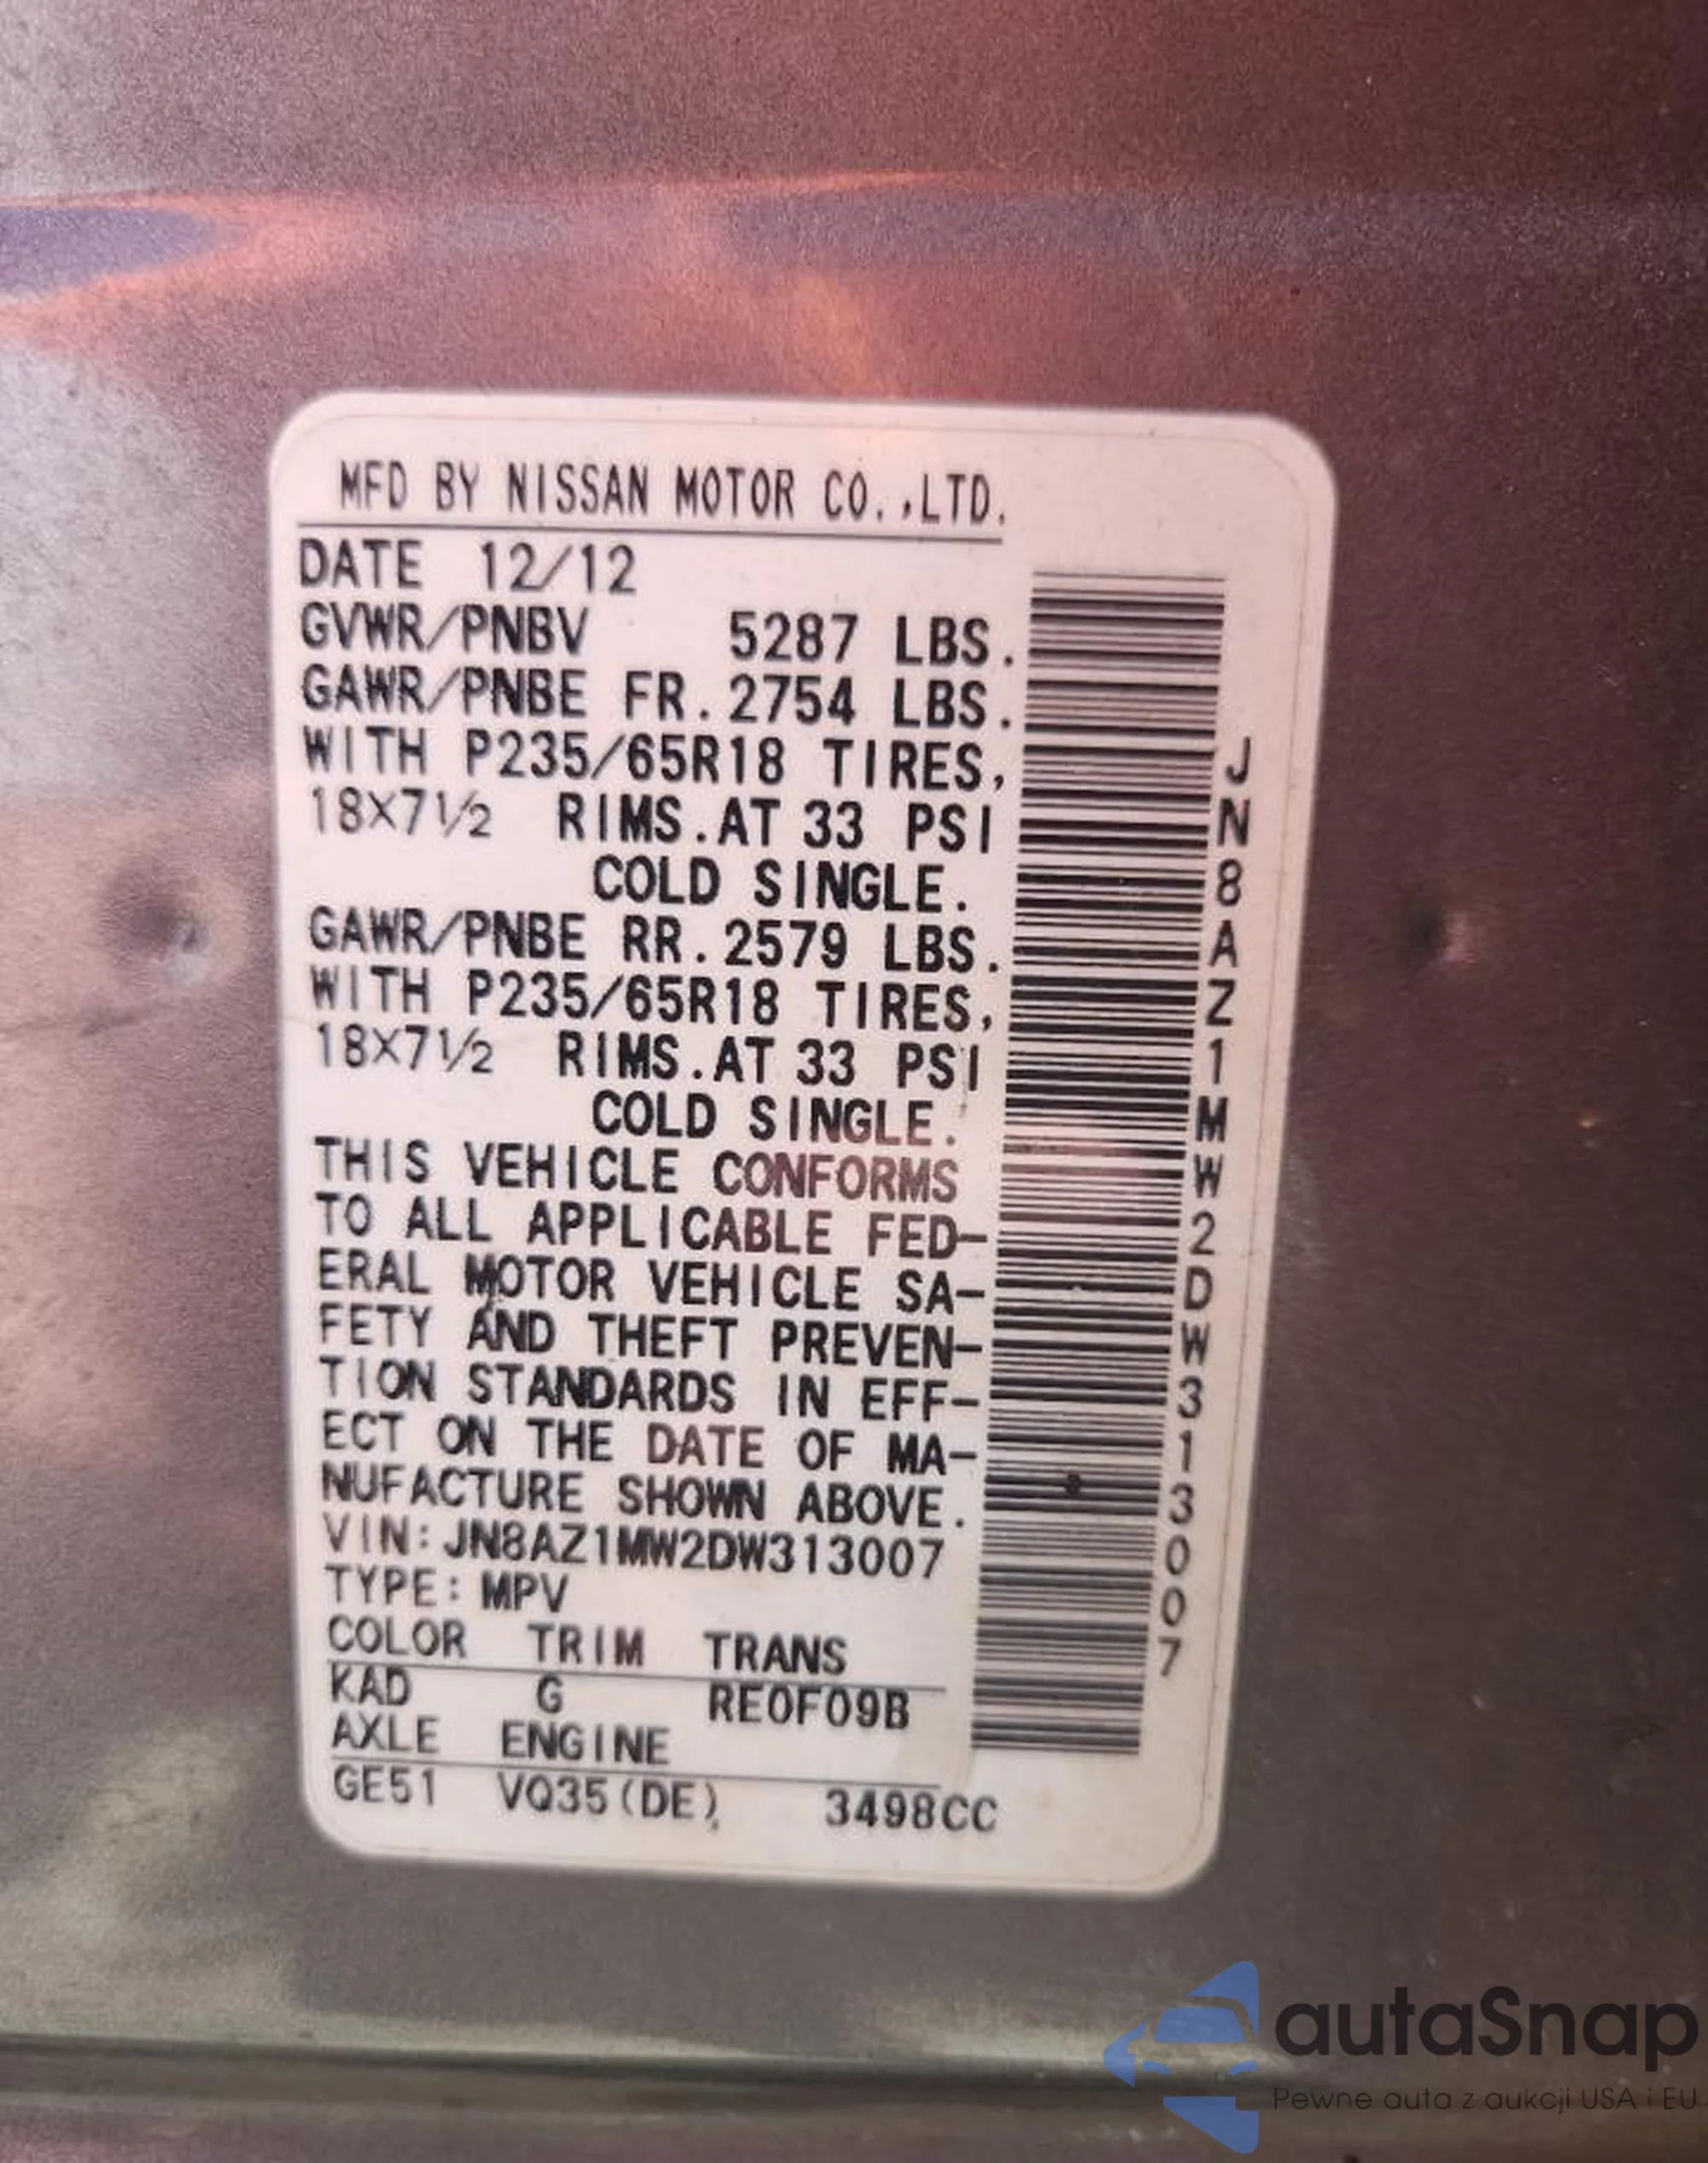 MFD BY NISSAN MOTOR CO.,LTD.
DATE 12/12
GVWR/PNBV 5287 LBS.
GAWR/PNBE FR.2754 LBS.
WITH P235/65R18 TIRES,
18X7½ RIMS.AT 33 PSI
COLD SINGLE.
GAWR/PNBE RR.2579 LBS.
WITH P235/65R18 TIRES,
18X7½ RIMS.AT 33 PSI
COLD SINGLE.
THIS VEHICLE CONFORMS
TO ALL APPLICABLE FED-
ERAL MOTOR VEHICLE SA-
FETY AND THEFT PREVEN-
TION STANDARDS IN EFF-
ECT ON THE DATE OF MA-
NUFACTURE SHOWN ABOVE.
VIN: JN8AZ1MW2DW313007
TYPE: MPV
COLOR TRIM TRANS
KAD G RE0F09B
AXLE ENGINE
GE51 VQ35(DE) 3498CC
JN8AZ1MW2DW313007
autaSnap
Pewne auta z aukcji USA i EU